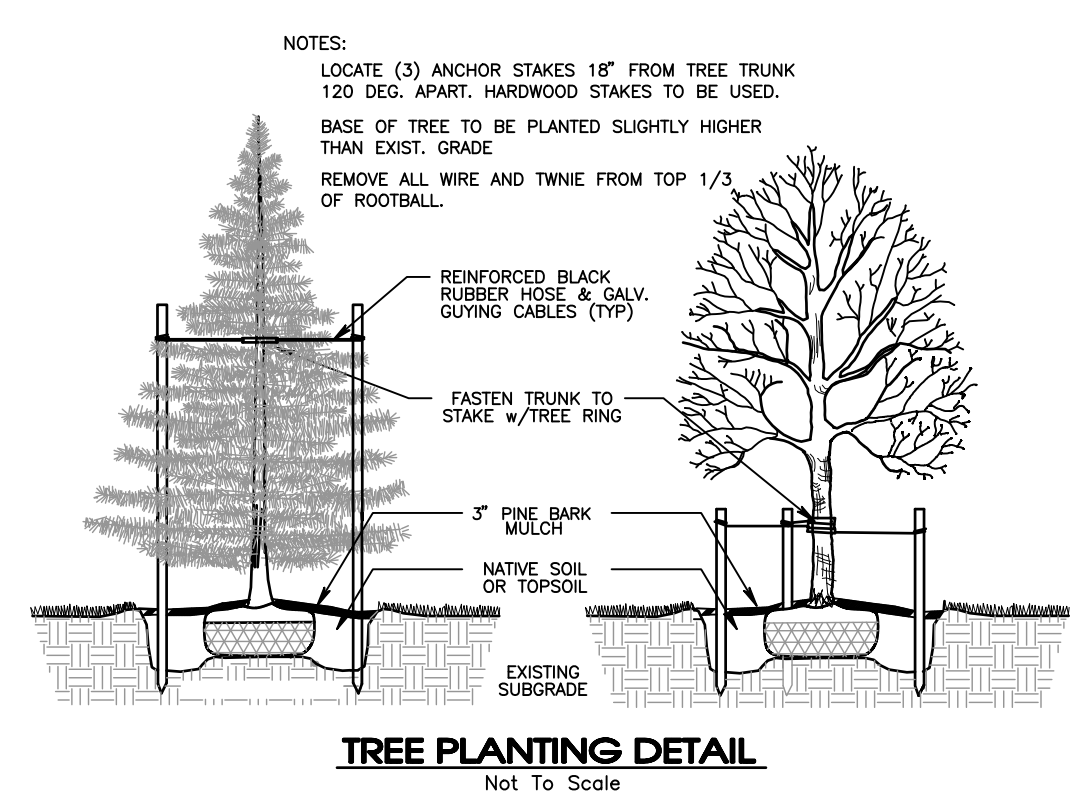 NOTES:
LOCATE (3) ANCHOR STAKES 18" FROM TREE TRUNK
120 DEG. APART. HARDWOOD STAKES TO BE USED.
BASE OF TREE TO BE PLANTED SLIGHTLY HIGHER
THAN EXIST. GRADE
REMOVE ALL WIRE AND TWNIE FROM TOP 1/3
OF ROOTBALL.
REINFORCED BLACK
RUBBER HOSE & GALV.
GUYING CABLES (TYP)
FASTEN TRUNK TO
STAKE w/TREE RING
3" PINE BARK
MULCH
NATIVE SOIL
OR TOPSOIL
EXISTING
SUBGRADE
TREE PLANTING DETAIL
Not To Scale